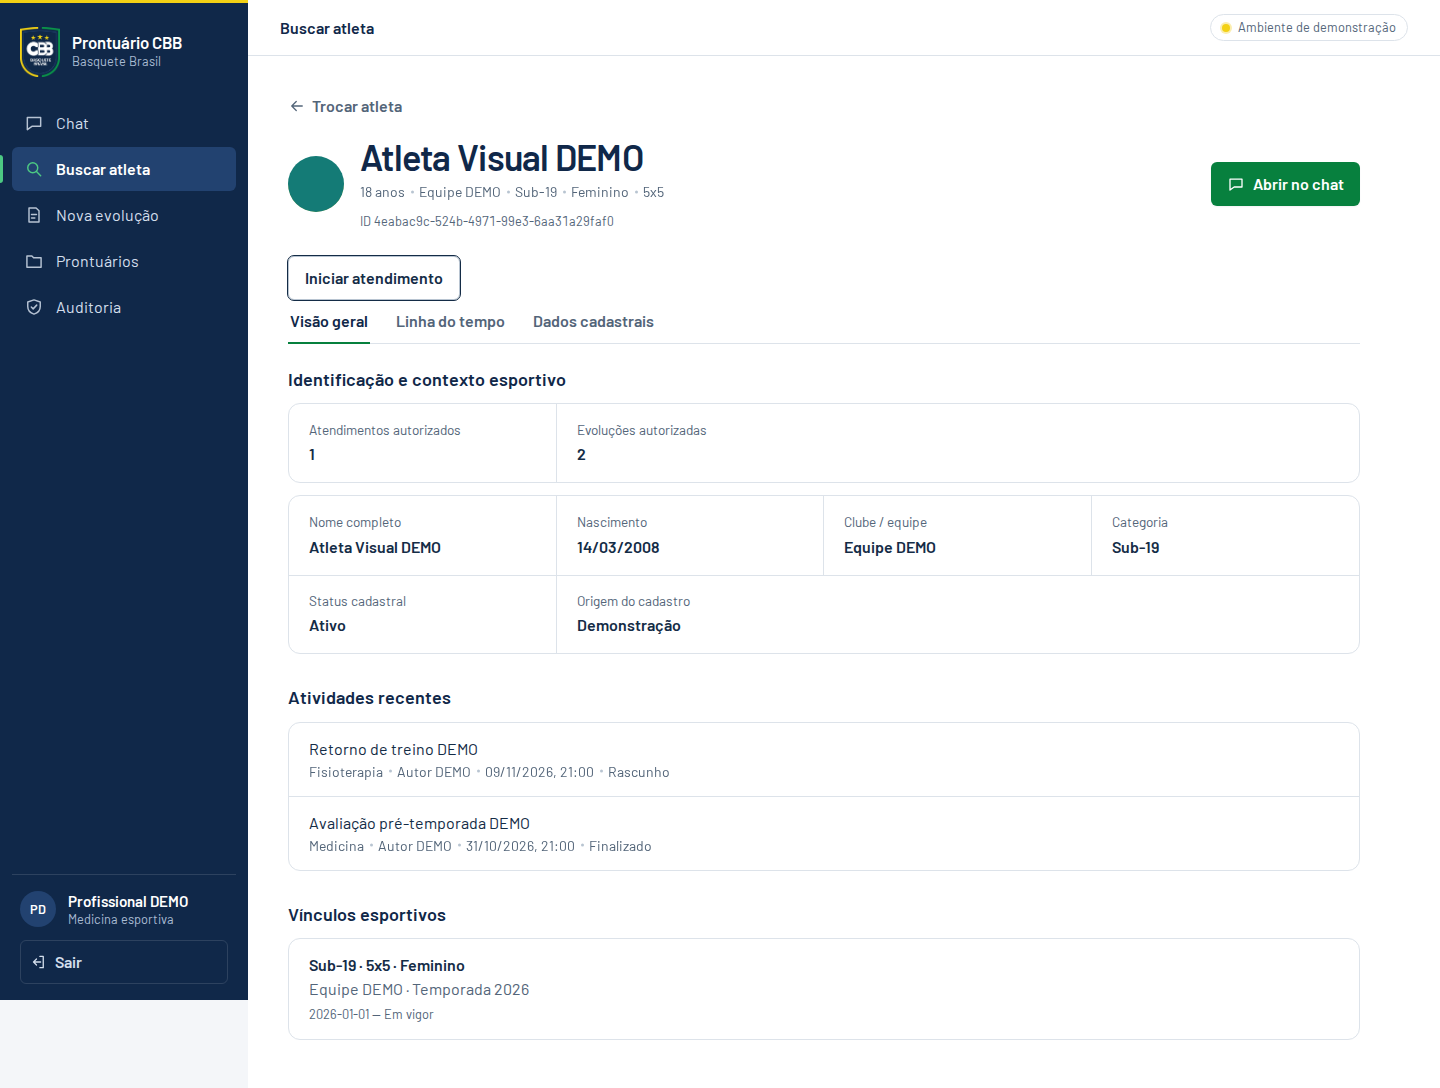 CBB
Prontuário CBB
Basquete Brasil
Chat
Buscar atleta
Nova evolução
Prontuários
Auditoria
PD
Profissional DEMO
Medicina esportiva
Sair
Buscar atleta
Ambiente de demonstração
Trocar atleta
Atleta Visual DEMO
18 anos • Equipe DEMO • Sub-19 • Feminino • 5x5
ID 4eabac9c-524b-4971-99e3-6aa31a29faf0
Abrir no chat
Iniciar atendimento
Visão geral Linha do tempo Dados cadastrais
Identificação e contexto esportivo
Atendimentos autorizados Evoluções autorizadas
1 2
Nome completo Nascimento Clube / equipe Categoria
Atleta Visual DEMO 14/03/2008 Equipe DEMO Sub-19
Status cadastral Origem do cadastro
Ativo Demonstração
Atividades recentes
Retorno de treino DEMO
Fisioterapia • Autor DEMO • 09/11/2026, 21:00 • Rascunho
Avaliação pré-temporada DEMO
Medicina • Autor DEMO • 31/10/2026, 21:00 • Finalizado
Vínculos esportivos
Sub-19 · 5x5 · Feminino
Equipe DEMO · Temporada 2026
2026-01-01 — Em vigor